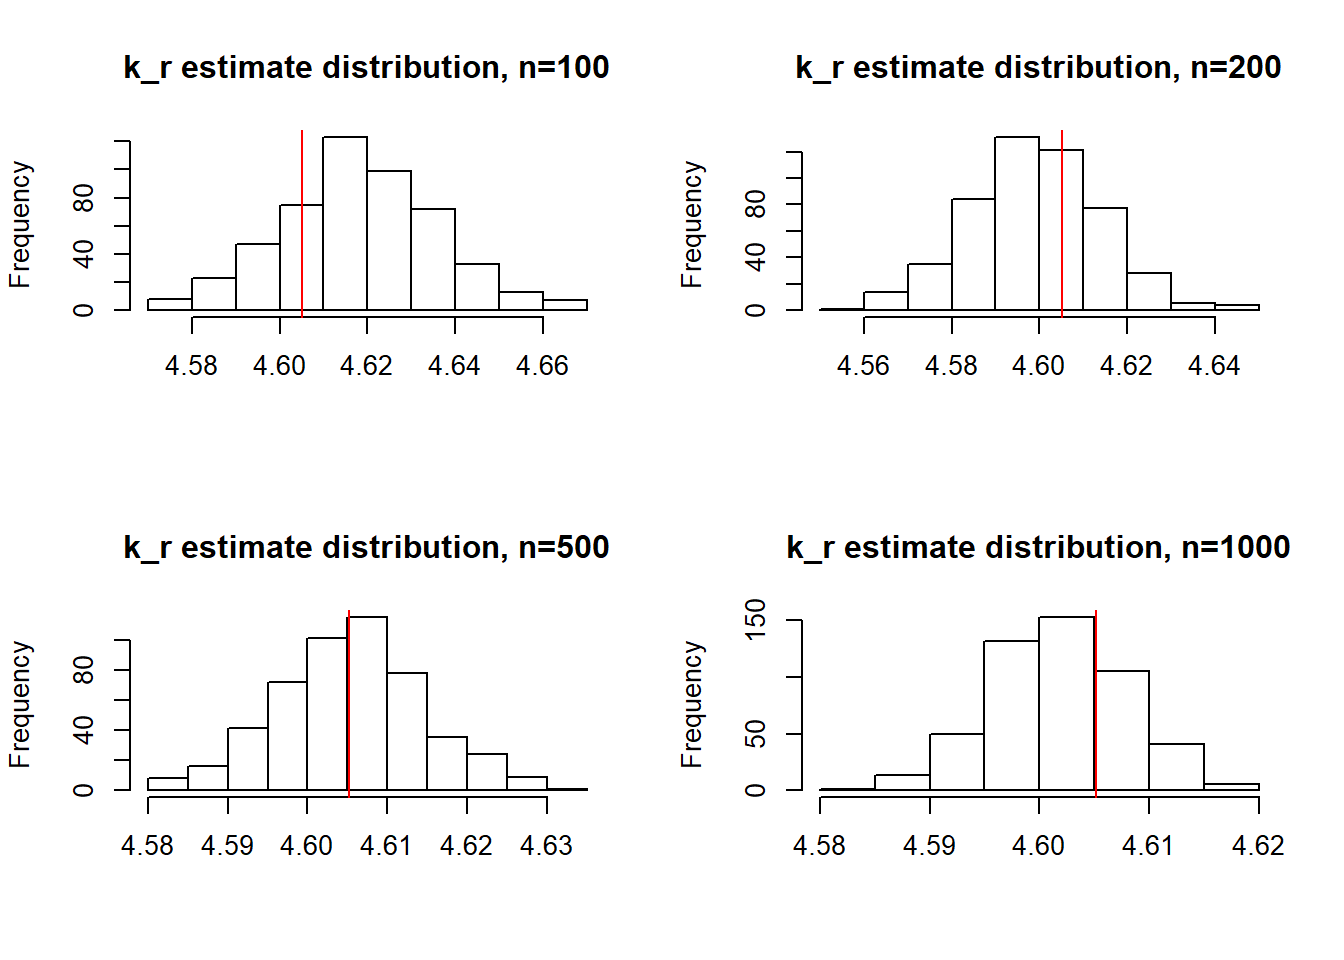 k_r estimate distribution, n=100
Frequency
0 40 80
4.58 4.60 4.62 4.64 4.66
k_r estimate distribution, n=200
Frequency
0 40 80
4.56 4.58 4.60 4.62 4.64
k_r estimate distribution, n=500
Frequency
0 40 80
4.58 4.59 4.60 4.61 4.62 4.63
k_r estimate distribution, n=1000
Frequency
0 50 150
4.58 4.59 4.60 4.61 4.62